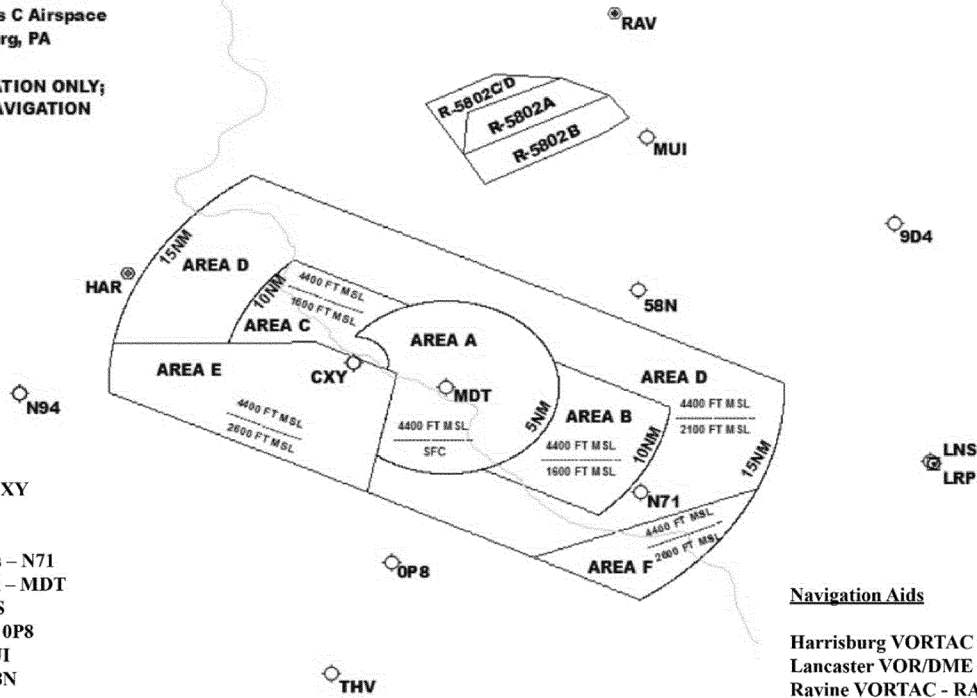 s C Airspace
rg, PA
ATION ONLY;
AVIGATION
RAV
R-5802C/D
R-5802A
R-5802B
MUI
9D4
15NM
AREA D
HAR
10NM
4400 FT MSL
1600 FT MSL
AREA C
58N
AREA A
AREA E
CXY
MDT
AREA D
4400 FT MSL
2100 FT MSL
N94
4400 FT MSL
2600 FT MSL
4400 FT MSL
SFC
5NM
AREA B
4400 FT MSL
1600 FT MSL
10NM
15NM
LNS
LRP
N71
4400 FT MSL
2600 FT MSL
AREA F
0P8
THV
XY
– N71
– MDT
S
0P8
UI
8N
Navigation Aids
Harrisburg VORTAC
Lancaster VOR/DME
Ravine VORTAC - RA